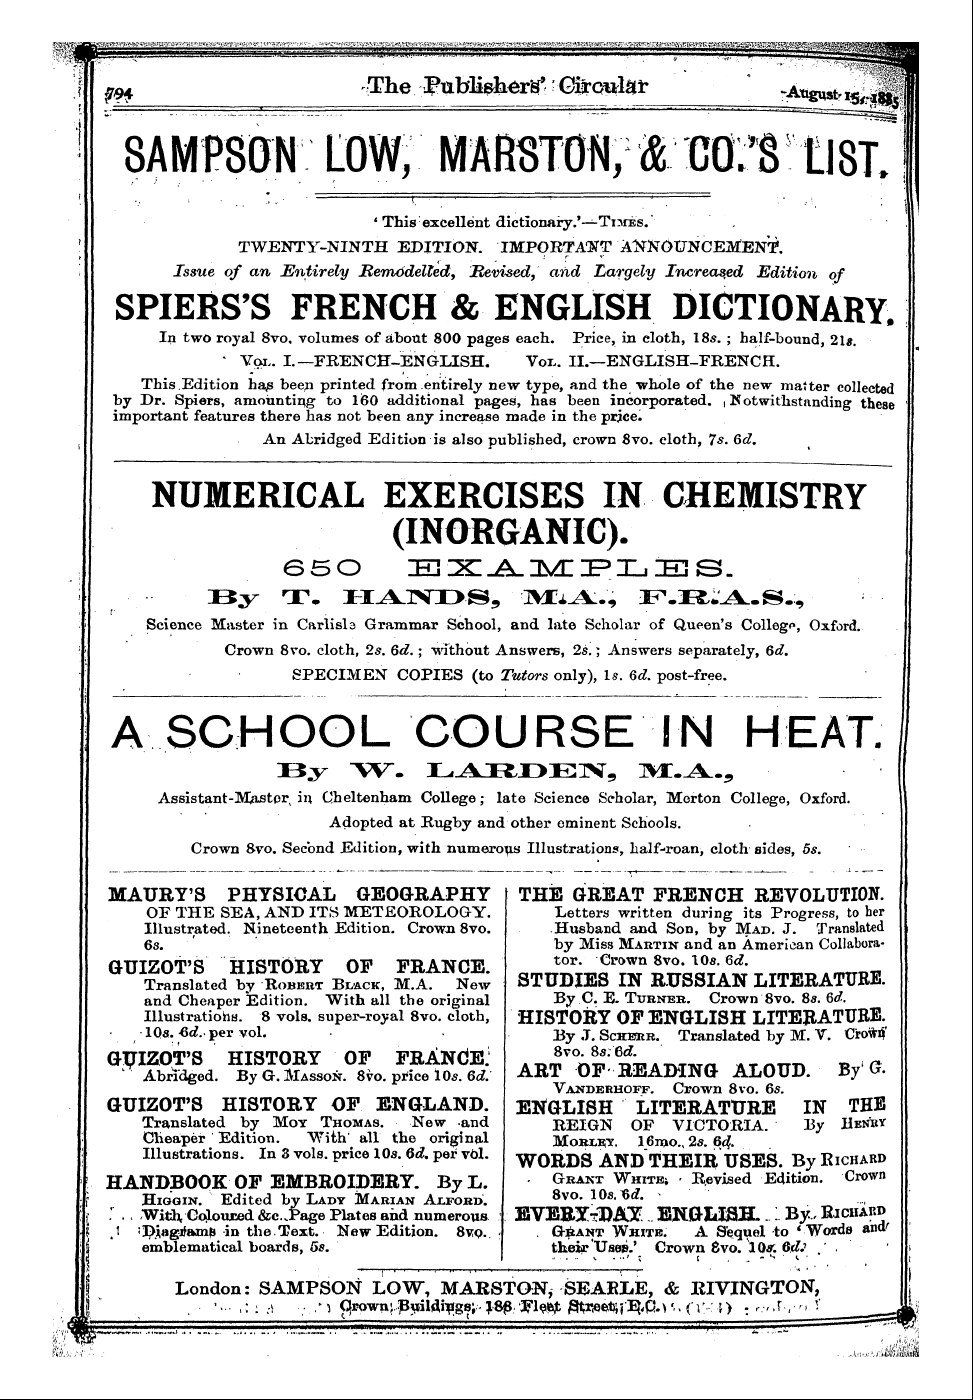 794
The Publishers' Circular
August 15, 1885
SAMPSON LOW, MARSTON, & CO.'S LIST.
'This excellent dictionary.'—TIMES.
TWENTY-NINTH EDITION. IMPORTANT ANNOUNCEMENT.
Issue of an Entirely Remodelled, Revised, and Largely Increased Edition of
SPIERS'S FRENCH & ENGLISH DICTIONARY.
In two royal 8vo. volumes of about 800 pages each. Price, in cloth, 18s.; half-bound, 21s.
VOL. I.—FRENCH-ENGLISH. VOL. II.—ENGLISH-FRENCH.
This Edition has been printed from entirely new type, and the whole of the new matter collected
by Dr. Spiers, amounting to 160 additional pages, has been incorporated. Notwithstanding these
important features there has not been any increase made in the price.
An Abridged Edition is also published, crown 8vo. cloth, 7s. 6d.
NUMERICAL EXERCISES IN CHEMISTRY
(INORGANIC).
650 EXAMPLES.
By T. HANDS, M.A., F.R.A.S.,
Science Master in Carlisle Grammar School, and late Scholar of Queen's College, Oxford.
Crown 8vo. cloth, 2s. 6d.; without Answers, 2s.; Answers separately, 6d.
SPECIMEN COPIES (to Tutors only), 1s. 6d. post-free.
A SCHOOL COURSE IN HEAT.
By W. LARDEN, M.A.,
Assistant-Master in Cheltenham College; late Science Scholar, Merton College, Oxford.
Adopted at Rugby and other eminent Schools.
Crown 8vo. Second Edition, with numerous Illustrations, half-roan, cloth sides, 5s.
MAURY'S PHYSICAL GEOGRAPHY
OF THE SEA, AND ITS METEOROLOGY.
Illustrated. Nineteenth Edition. Crown 8vo.
6s.
GUIZOT'S HISTORY OF FRANCE.
Translated by ROBERT BLACK, M.A. New
and Cheaper Edition. With all the original
Illustrations. 8 vols. super-royal 8vo. cloth,
10s. 6d. per vol.
GUIZOT'S HISTORY OF FRANCE.
Abridged. By G. MASSON. 8vo. price 10s. 6d.
GUIZOT'S HISTORY OF ENGLAND.
Translated by MOY THOMAS. New and
Cheaper Edition. With all the original
Illustrations. In 3 vols. price 10s. 6d. per vol.
HANDBOOK OF EMBROIDERY. By L.
HIGGIN. Edited by LADY MARIAN ALFORD.
With Coloured &c. Page Plates and numerous
Diagrams in the Text. New Edition. 8vo.
emblematical boards, 5s.
THE GREAT FRENCH REVOLUTION.
Letters written during its Progress, to her
Husband and Son, by MAD. J. Translated
by Miss MARTIN and an American Collabora-
tor. Crown 8vo. 10s. 6d.
STUDIES IN RUSSIAN LITERATURE.
By C. E. TURNER. Crown 8vo. 8s. 6d.
HISTORY OF ENGLISH LITERATURE.
By J. SCHERR. Translated by M. V. Crown
8vo. 8s. 6d.
ART OF READING ALOUD. By G.
VANDERHOFF. Crown 8vo. 6s.
ENGLISH LITERATURE IN THE
REIGN OF VICTORIA. By HENRY
MORLEY. 16mo. 2s. 6d.
WORDS AND THEIR USES. By RICHARD
GRANT WHITE. Revised Edition. Crown
8vo. 10s. 6d.
EVERY-DAY ENGLISH. By RICHARD
GRANT WHITE. A Sequel to 'Words and
their Uses.' Crown 8vo. 10s. 6d.
London: SAMPSON LOW, MARSTON, SEARLE, & RIVINGTON,
Crown Buildings, 188 Fleet Street, E.C.